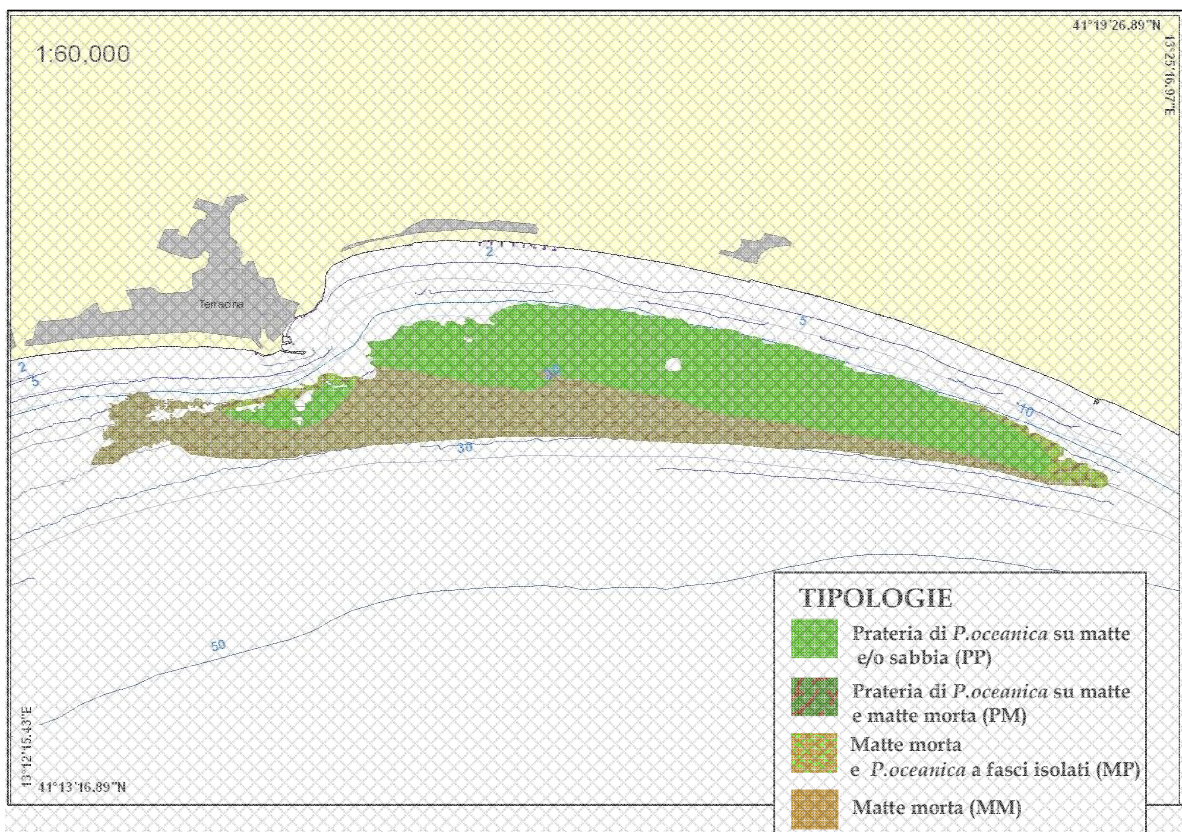 41°19'26.89"N
13°25'16.97"E
1:60,000
Terracina
2
2
5
5
10
20
30
50
13°12'15.43"E
41°13'16.89"N
TIPOLOGIE
Prateria di P.oceanica su matte
e/o sabbia (PP)
Prateria di P.oceanica su matte
e matte morta (PM)
Matte morta
e P.oceanica a fasci isolati (MP)
Matte morta (MM)